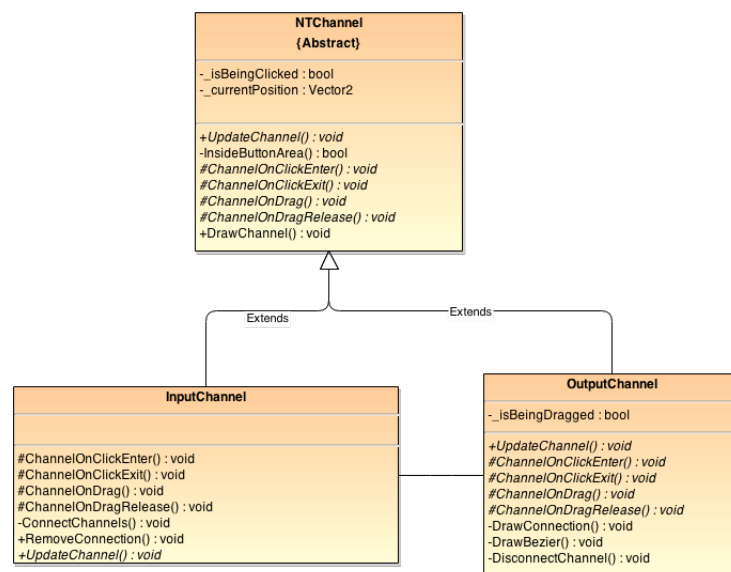 NTChannel
{Abstract}
-_isBeingClicked : bool
-_currentPosition : Vector2
+UpdateChannel() : void
-InsideButtonArea() : bool
#ChannelOnClickEnter() : void
#ChannelOnClickExit() : void
#ChannelOnDrag() : void
#ChannelOnDragRelease() : void
+DrawChannel() : void
Extends
Extends
InputChannel
#ChannelOnClickEnter() : void
#ChannelOnClickExit() : void
#ChannelOnDrag() : void
#ChannelOnDragRelease() : void
-ConnectChannels() : void
+RemoveConnection() : void
+UpdateChannel() : void
OutputChannel
-_isBeingDragged : bool
+UpdateChannel() : void
#ChannelOnClickEnter() : void
#ChannelOnClickExit() : void
#ChannelOnDrag() : void
#ChannelOnDragRelease() : void
-DrawConnection() : void
-DrawBezier() : void
-DisconnectChannel() : void